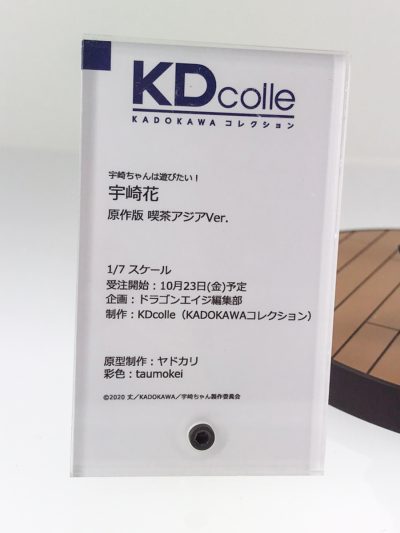 KDcolle
KADOKAWA コレクション
宇崎ちゃんは遊びたい！
宇崎花
原作版 喫茶アジアVer.
1/7 スケール
受注開始：10月23日(金)予定
企画：ドラゴンエイジ編集部
制作：KDcolle（KADOKAWAコレクション）
原型制作：ヤドカリ
彩色：taumokei
©2020 丈／KADOKAWA／宇崎ちゃん製作委員会